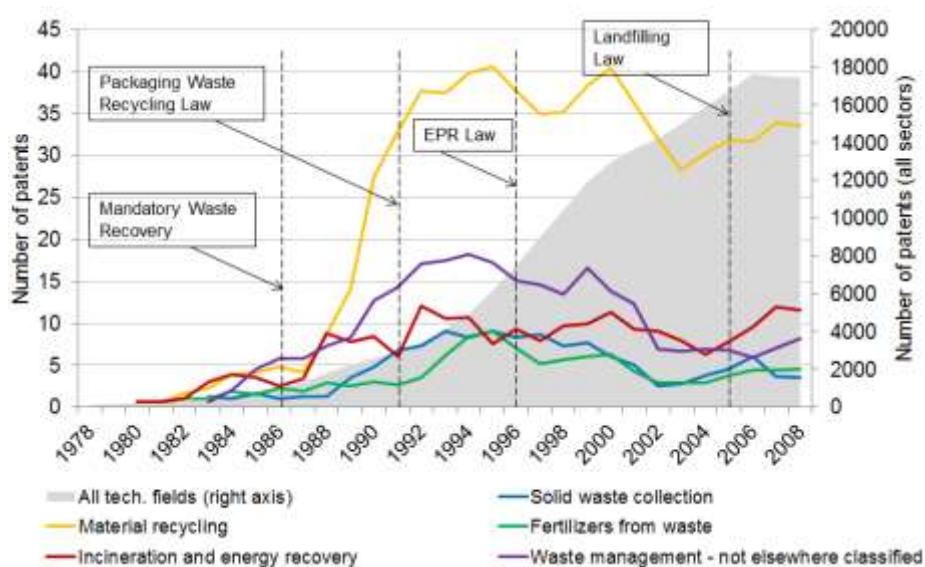 45
40
35
30
25
20
15
10
5
0
Number of patents
20000
18000
16000
14000
12000
10000
8000
6000
4000
2000
0
Number of patents (all sectors)
Landfilling
Law
Packaging Waste
Recycling Law
EPR Law
Mandatory Waste
Recovery
1978
1980
1982
1984
1986
1988
1990
1992
1994
1996
1998
2000
2002
2004
2006
2008
All tech. fields (right axis)
Solid waste collection
Material recycling
Fertilizers from waste
Incineration and energy recovery
Waste management - not elsewhere classified